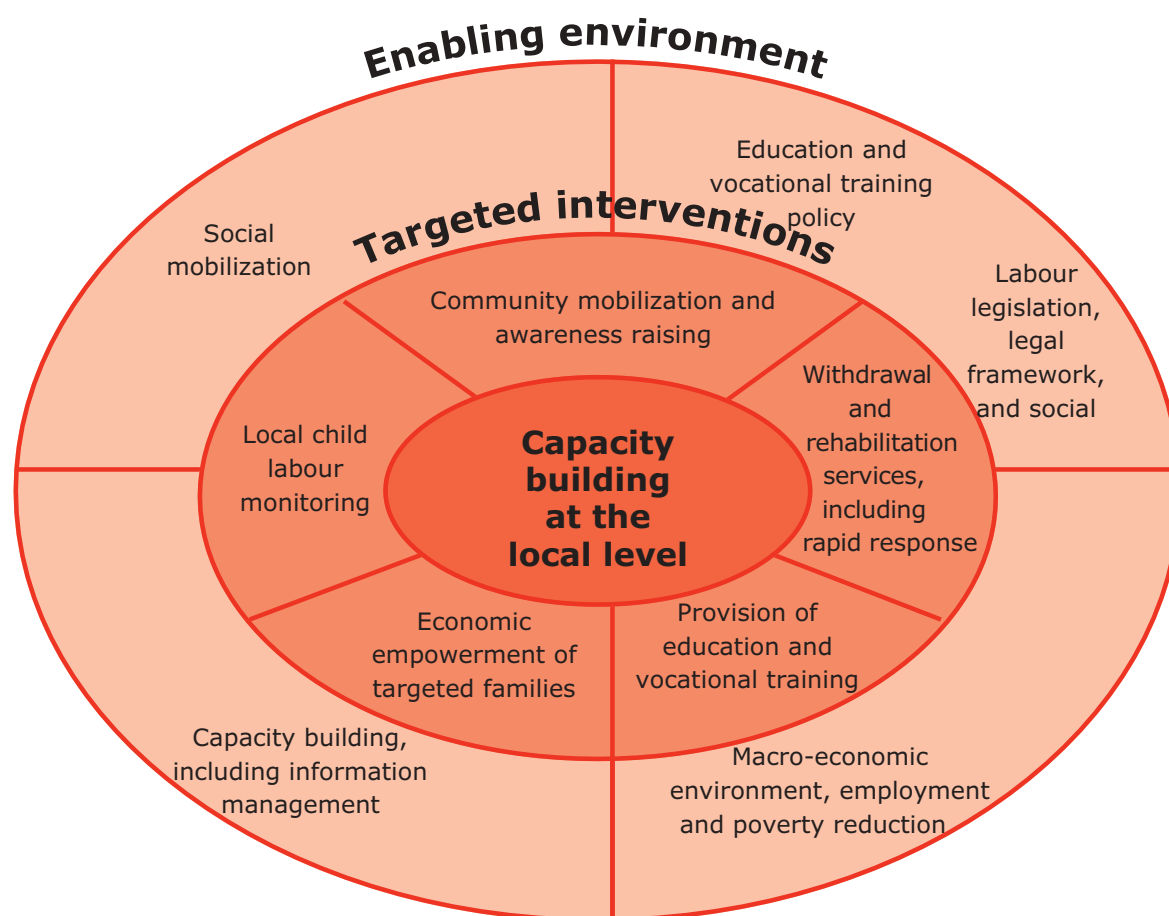 Enabling environment
Education and
vocational training
policy
Social
mobilization
Labour
legislation,
legal
framework,
and social
Targeted interventions
Community mobilization and
awareness raising
Withdrawal
and
rehabilitation
services,
including
rapid response
Local child
labour
monitoring
Capacity
building
at the
local level
Economic
empowerment of
targeted families
Provision of
education and
vocational training
Capacity building,
including information
management
Macro-economic
environment, employment
and poverty reduction